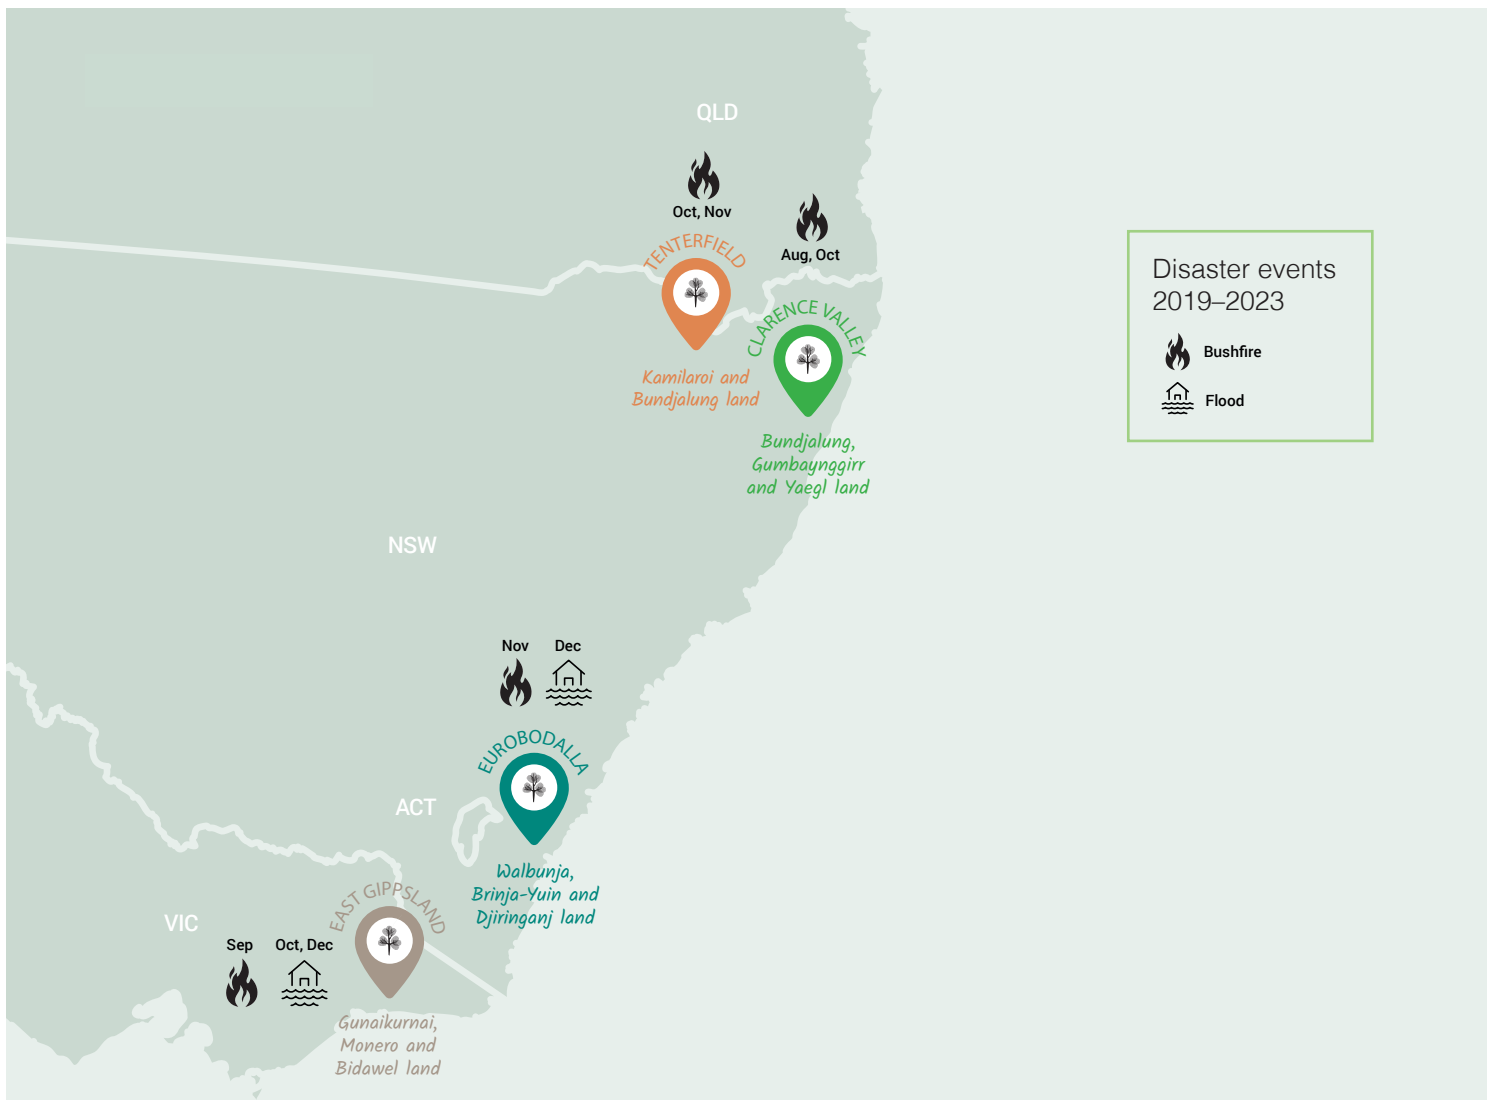 QLD
Oct, Nov
Aug, Oct
TENTERFIELD
Kamilaroi and
Bundjalung land
CLARENCE VALLEY
Bundjalung,
Gumbaynggirr
and Yaegl land
Disaster events
2019–2023
Bushfire
Flood
NSW
Nov
Dec
EUROBODALLA
Walbunja,
Brinja-Yuin and
Djiringanj land
ACT
VIC
EAST GIPPSLAND
Sep
Oct, Dec
Gunaikurnai,
Monero and
Bidawel land